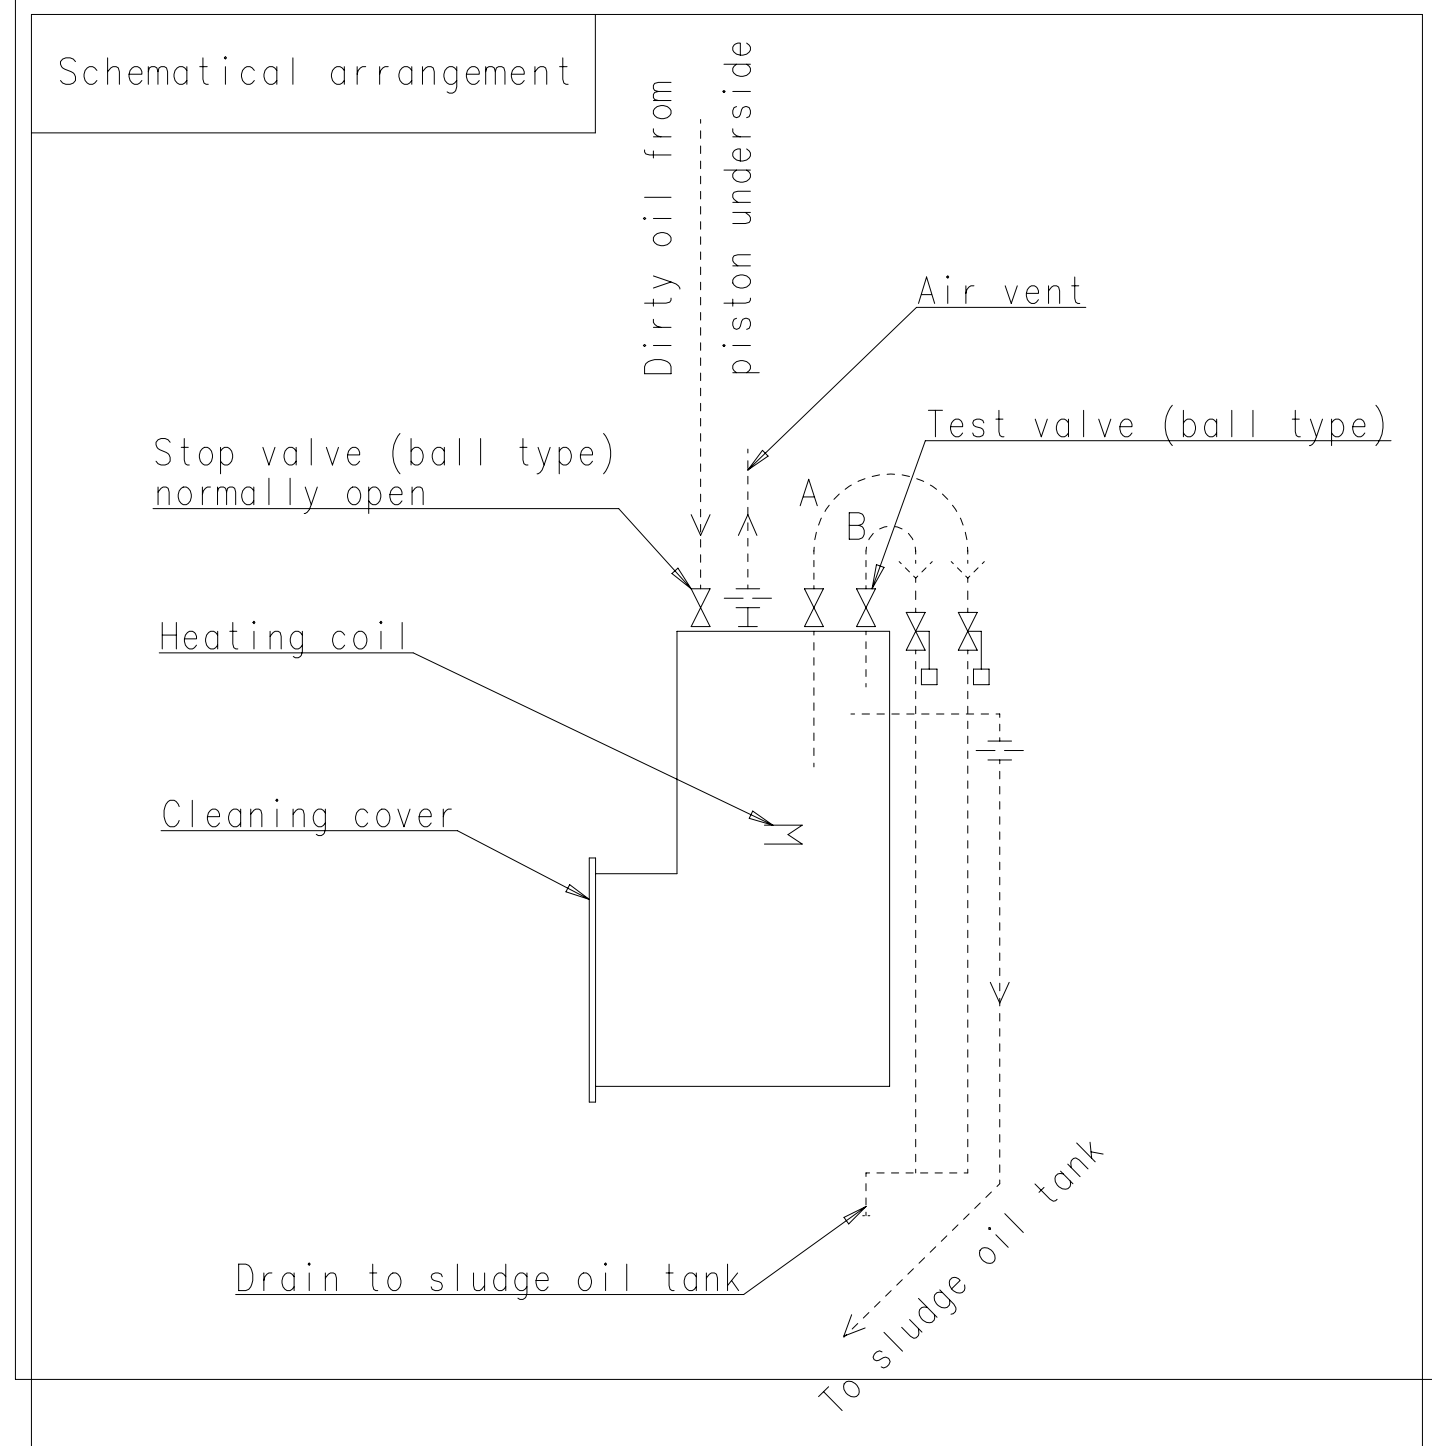 Schematical arrangement
Dirty oil from
piston underside
Air vent
Test valve (ball type)
Stop valve (ball type)
normally open
A
B
Heating coil
Cleaning cover
Drain to sludge oil tank
To sludge oil tank